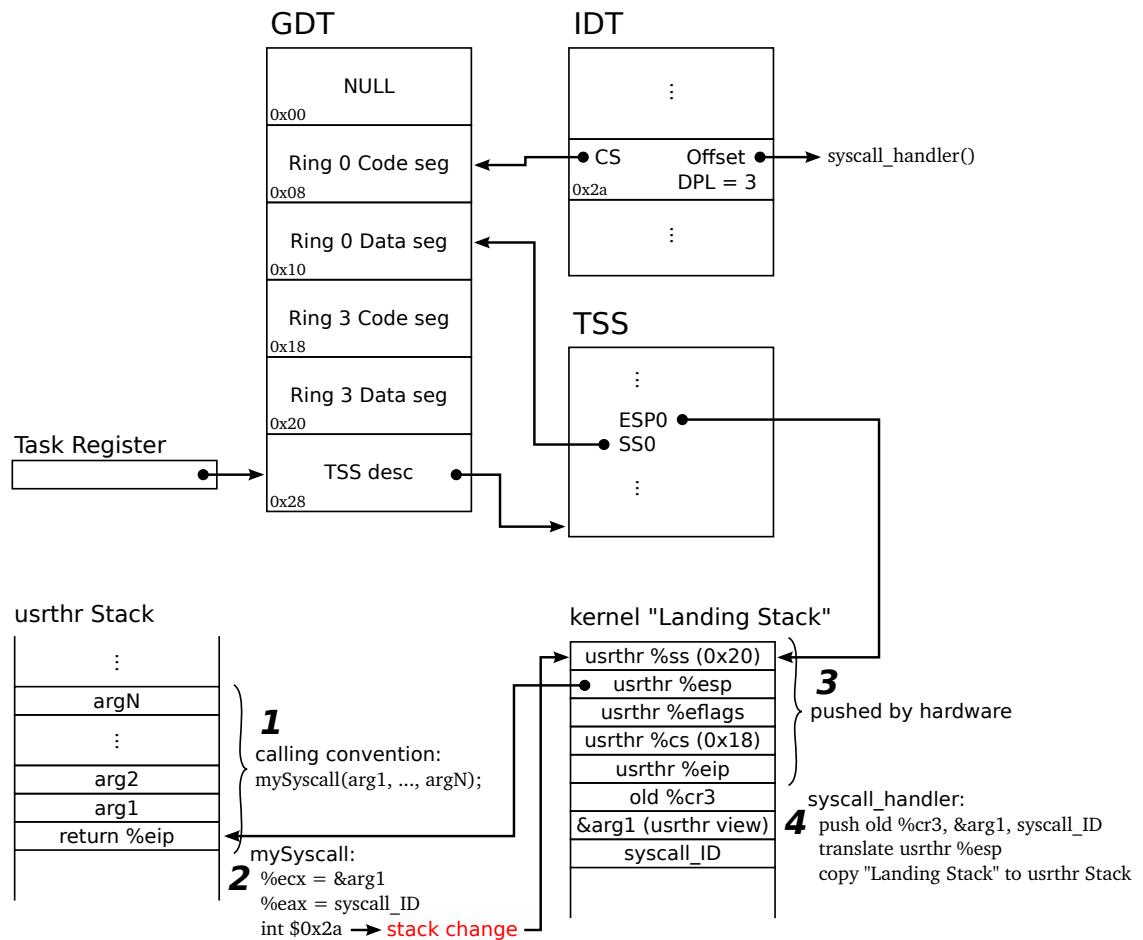 GDT
NULL
0x00
Ring 0 Code seg
0x08
Ring 0 Data seg
0x10
Ring 3 Code seg
0x18
Ring 3 Data seg
0x20
TSS desc
0x28
IDT
⋮
CS Offset
DPL = 3
0x2a
⋮
syscall_handler()
TSS
⋮
ESP0
SS0
⋮
Task Register
usrthr Stack
⋮
argN
⋮
arg2
arg1
return %eip
1
calling convention:
mySyscall(arg1, ..., argN);
2
mySyscall:
%ecx = &arg1
%eax = syscall_ID
int $0x2a
stack change
kernel "Landing Stack"
usrthr %ss (0x20)
usrthr %esp
usrthr %eflags
usrthr %cs (0x18)
usrthr %eip
old %cr3
&arg1 (usrthr view)
syscall_ID
3
pushed by hardware
4
syscall_handler:
push old %cr3, &arg1, syscall_ID
translate usrthr %esp
copy "Landing Stack" to usrthr Stack